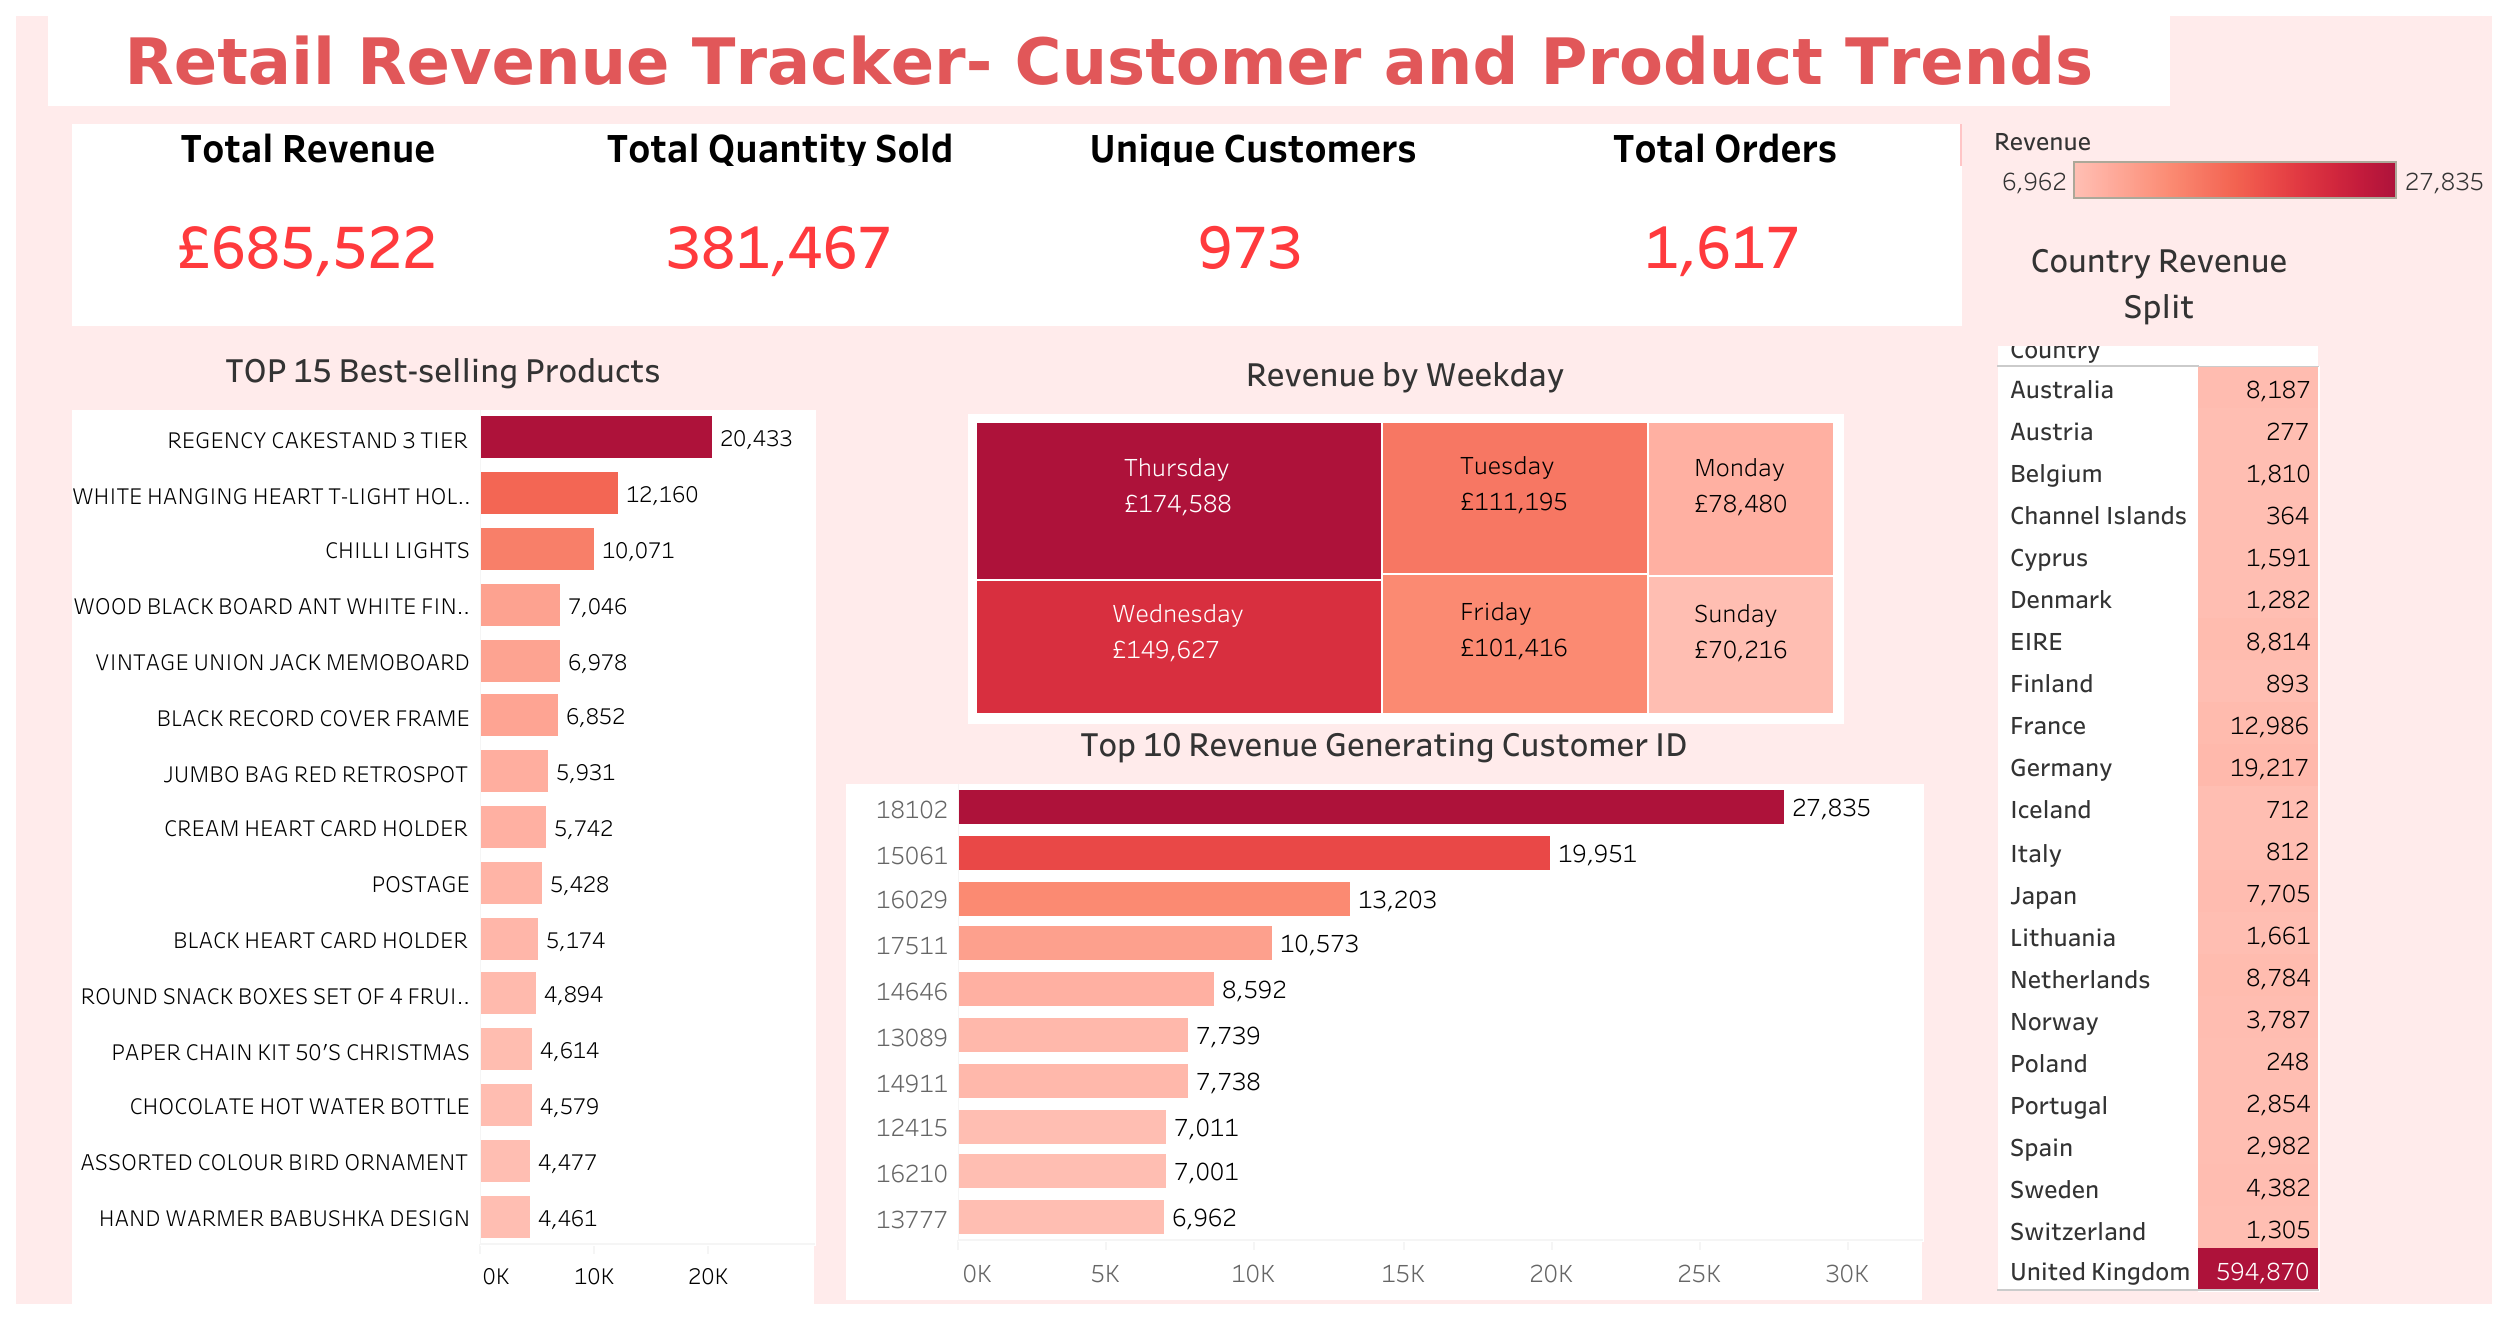 Retail Revenue Tracker- Customer and Product Trends
Total Revenue
Total Quantity Sold
Unique Customers
Total Orders
£685,522
381,467
973
1,617
Revenue
6,962
27,835
TOP 15 Best-selling Products
REGENCY CAKESTAND 3 TIER 20,433
WHITE HANGING HEART T-LIGHT HOL.. 12,160
CHILLI LIGHTS 10,071
WOOD BLACK BOARD ANT WHITE FIN.. 7,046
VINTAGE UNION JACK MEMOBOARD 6,978
BLACK RECORD COVER FRAME 6,852
JUMBO BAG RED RETROSPOT 5,931
CREAM HEART CARD HOLDER 5,742
POSTAGE 5,428
BLACK HEART CARD HOLDER 5,174
ROUND SNACK BOXES SET OF 4 FRUI.. 4,894
PAPER CHAIN KIT 50'S CHRISTMAS 4,614
CHOCOLATE HOT WATER BOTTLE 4,579
ASSORTED COLOUR BIRD ORNAMENT 4,477
HAND WARMER BABUSHKA DESIGN 4,461
0K 10K 20K
Revenue by Weekday
Thursday
£174,588
Wednesday
£149,627
Tuesday
£111,195
Friday
£101,416
Monday
£78,480
Sunday
£70,216
Top 10 Revenue Generating Customer ID
18102 27,835
15061 19,951
16029 13,203
17511 10,573
14646 8,592
13089 7,739
14911 7,738
12415 7,011
16210 7,001
13777 6,962
0K 5K 10K 15K 20K 25K 30K
Country Revenue
Split
Country
Australia 8,187
Austria 277
Belgium 1,810
Channel Islands 364
Cyprus 1,591
Denmark 1,282
EIRE 8,814
Finland 893
France 12,986
Germany 19,217
Iceland 712
Italy 812
Japan 7,705
Lithuania 1,661
Netherlands 8,784
Norway 3,787
Poland 248
Portugal 2,854
Spain 2,982
Sweden 4,382
Switzerland 1,305
United Kingdom 594,870